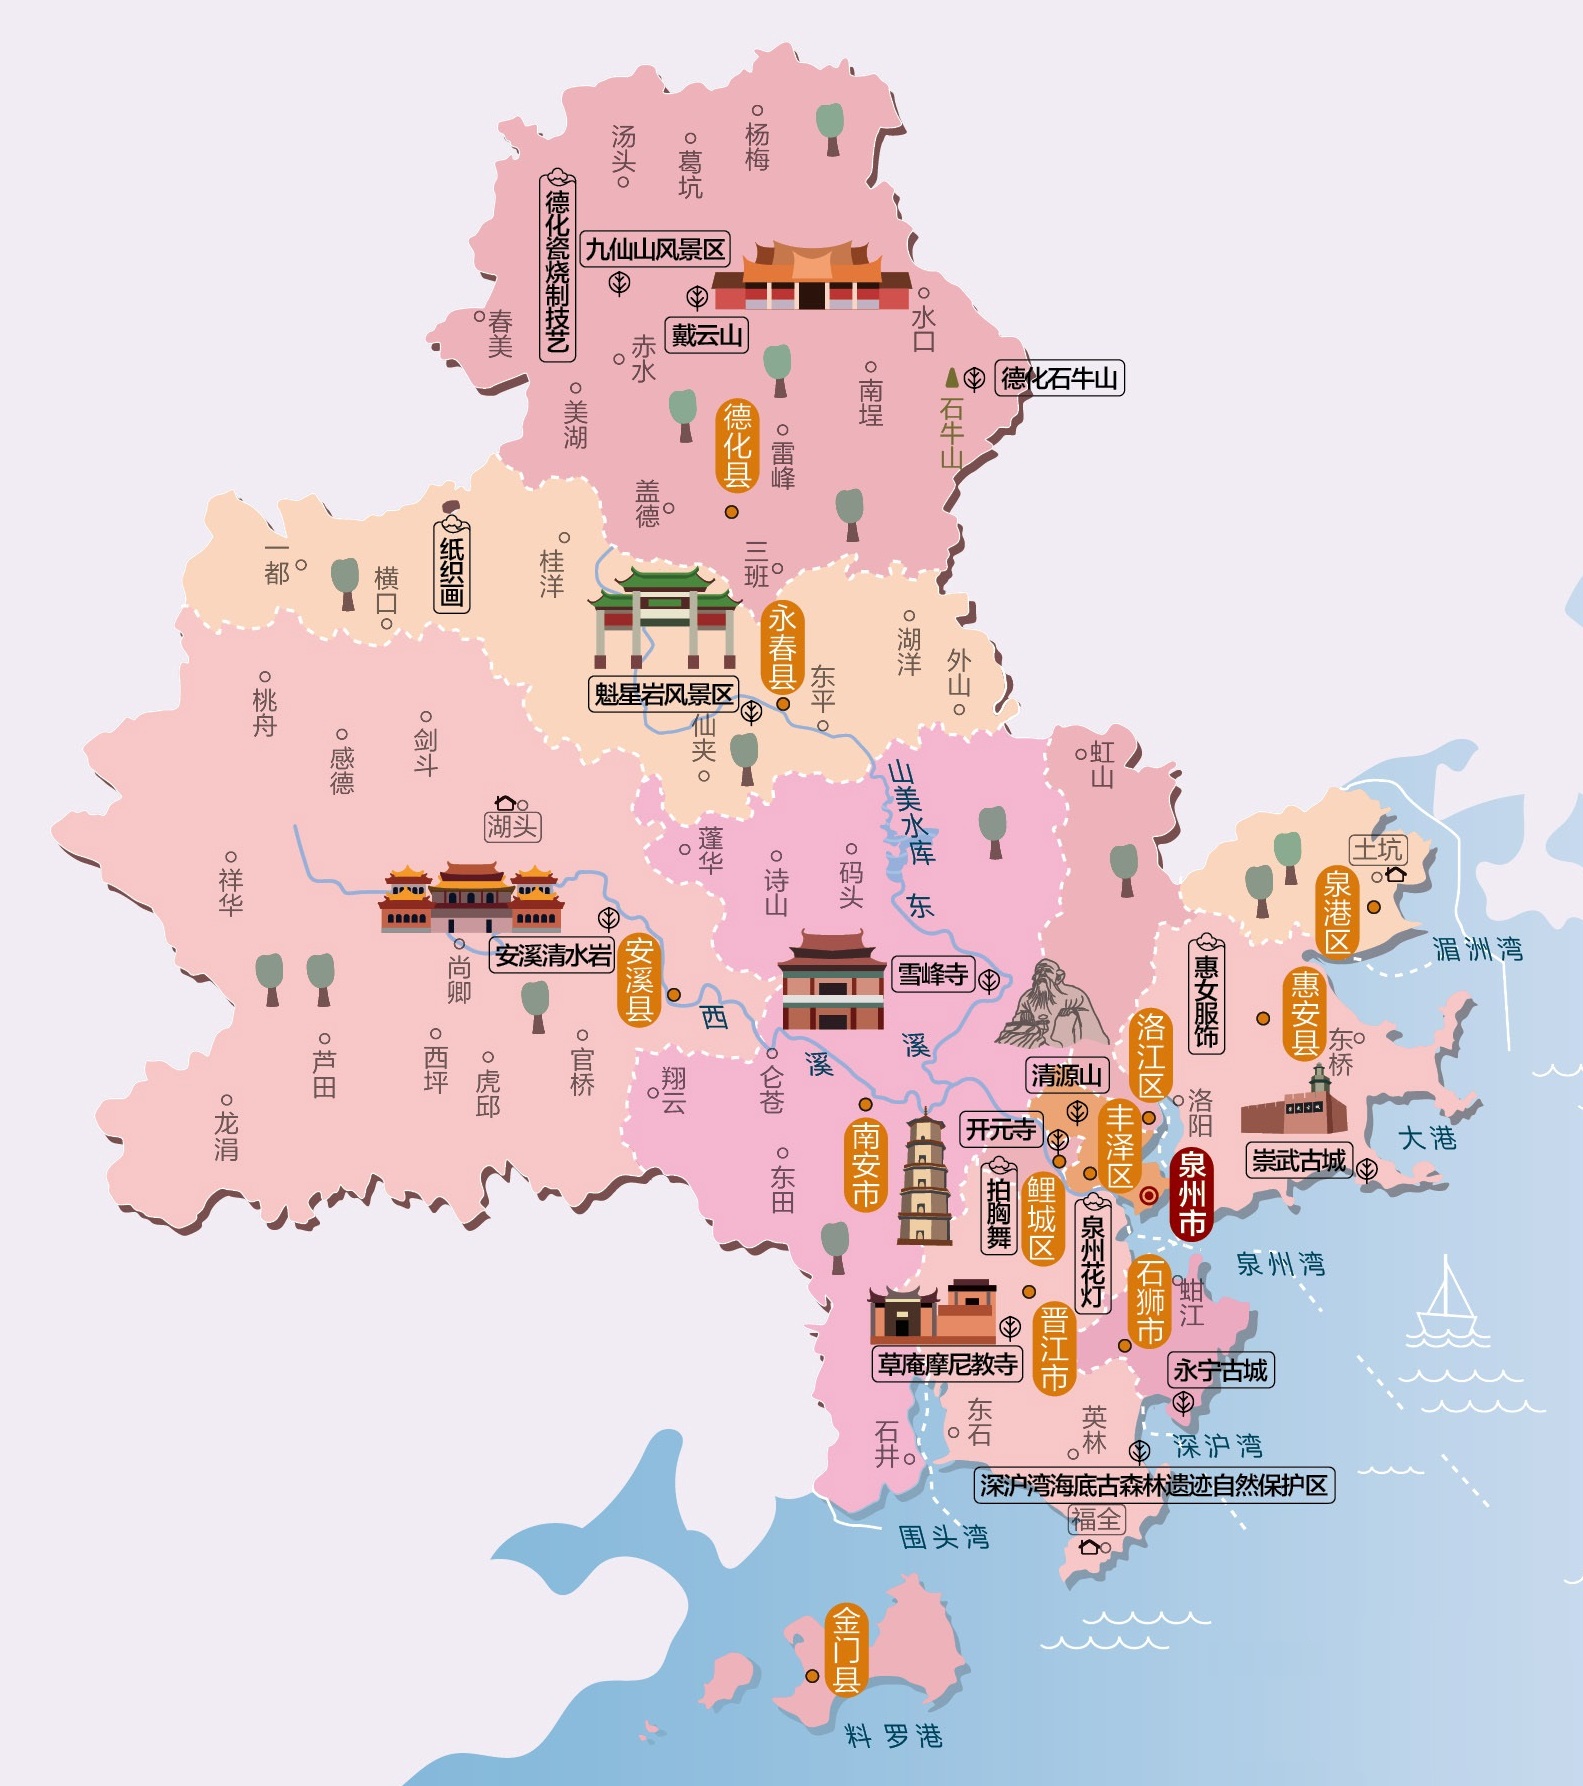 杨梅
汤头
葛坑
德化瓷烧制技艺
九仙山风景区
戴云山
水口
春美
赤水
南埕
德化石牛山
石牛山
美湖
德化县
雷峰
盖德
三班
纸织画
一都
横口
桂洋
永春县
湖洋
外山
东平
魁星岩风景区
仙夹
桃舟
感德
剑斗
湖头
虹山
山美水库
蓬华
诗山
码头
祥华
土坑
泉港区
湄洲湾
东
安溪清水岩
安溪县
尚卿
雪峰寺
惠女服饰
惠安县
东桥
西
溪
溪
洛江区
芦田
西坪
虎邱
官桥
翔云
仑苍
清源山
洛阳
龙涓
南安市
开元寺
丰泽区
崇武古城
大港
东田
拍胸舞
鲤城区
泉州花灯
泉州市
泉州湾
石狮市
蚶江
晋江市
草庵摩尼教寺
永宁古城
东石
英林
石井
深沪湾
深沪湾海底古森林遗迹自然保护区
福全
围头湾
金门县
料罗港